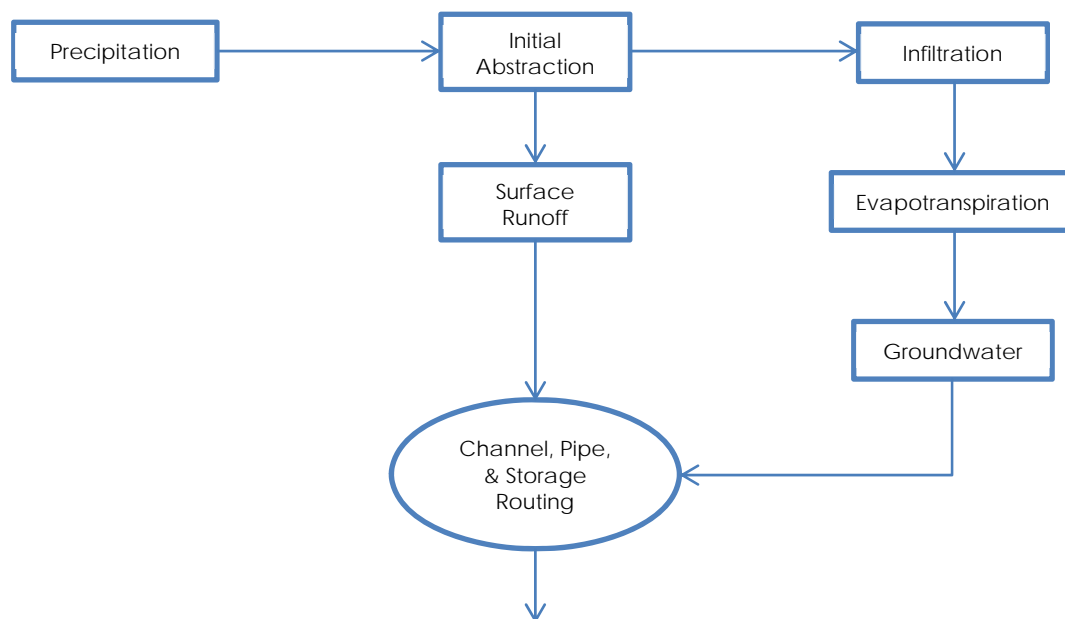 Precipitation
Initial
Abstraction
Infiltration
Surface
Runoff
Evapotranspiration
Groundwater
Channel, Pipe,
& Storage
Routing